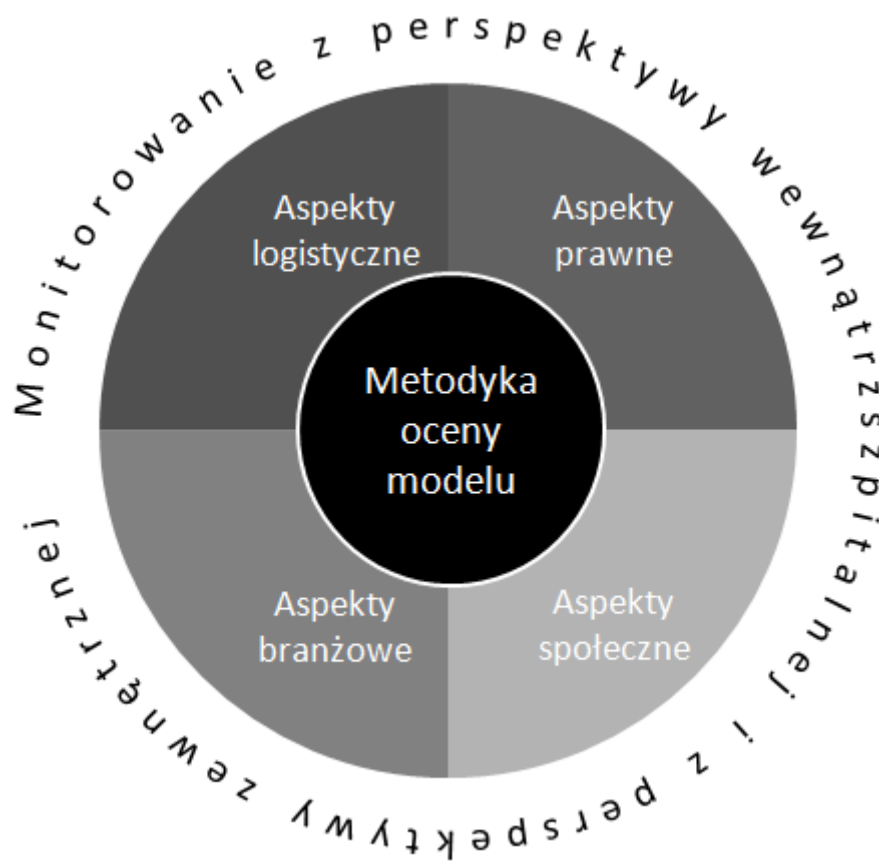 Monitorowanie z perspektywy wewnątrzszpitalnej i z perspektywy zewnętrznej
Aspekty
logistyczne
Aspekty
prawne
Metodyka
oceny
modelu
Aspekty
branżowe
Aspekty
społeczne